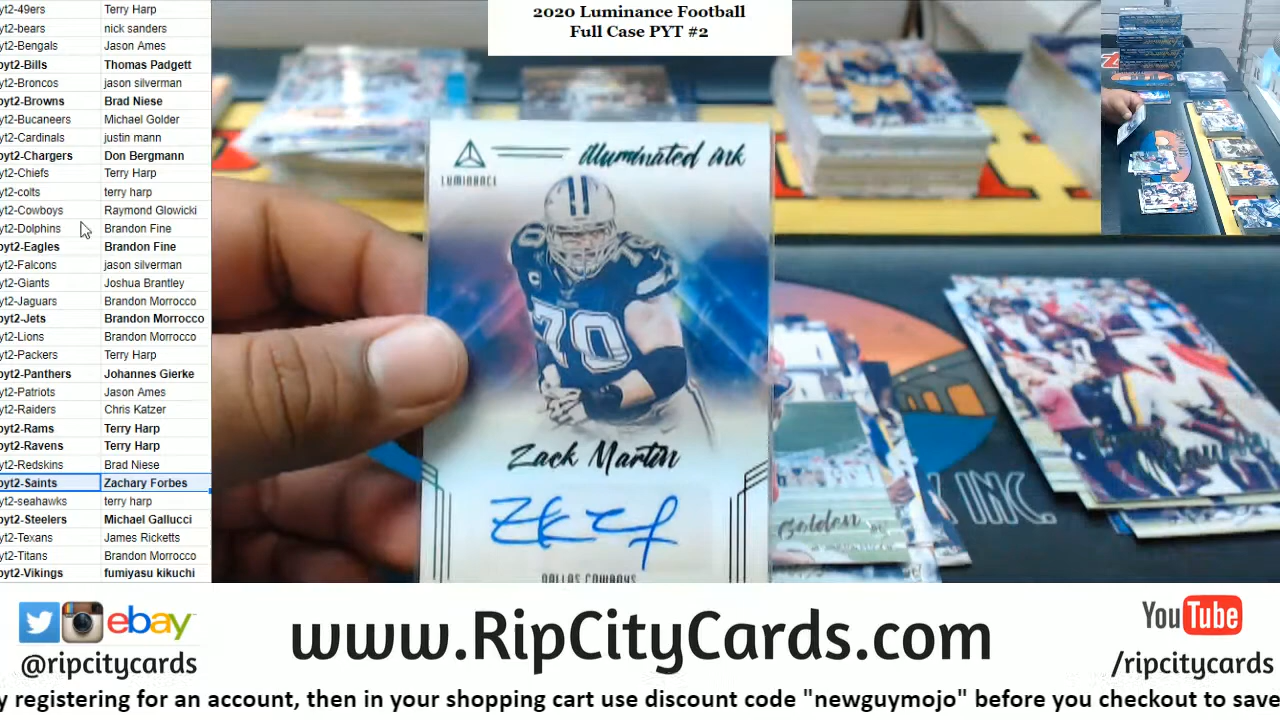 yt2-49ers Terry Harp
yt2-bears nick sanders
yt2-Bengals Jason Ames
pyt2-Bills Thomas Padgett
yt2-Broncos jason silverman
pyt2-Browns Brad Niese
yt2-Bucaneers Michael Golder
yt2-Cardinals justin mann
pyt2-Chargers Don Bergmann
yt2-Chiefs Terry Harp
yt2-colts terry harp
yt2-Cowboys Raymond Glowicki
yt2-Dolphins Brandon Fine
pyt2-Eagles Brandon Fine
yt2-Falcons jason silverman
yt2-Giants Joshua Brantley
yt2-Jaguars Brandon Morrocco
pyt2-Jets Brandon Morrocco
yt2-Lions Brandon Morrocco
yt2-Packers Terry Harp
pyt2-Panthers Johannes Gierke
yt2-Patriots Jason Ames
yt2-Raiders Chris Katzer
pyt2-Rams Terry Harp
pyt2-Ravens Terry Harp
yt2-Redskins Brad Niese
pyt2-Saints Zachary Forbes
yt2-seahawks terry harp
pyt2-Steelers Michael Gallucci
yt2-Texans James Ricketts
yt2-Titans Brandon Morrocco
pyt2-Vikings fumiyasu kikuchi
2020 Luminance Football
Full Case PYT #2
Illuminated Ink
LUMINANCE
70
70
C
Zack Martin
DALLAS COWBOYS
Golden
INC.
ebay
@ripcitycards
www.RipCityCards.com
YouTube
/ripcitycards
y registering for an account, then in your shopping cart use discount code "newguymojo" before you checkout to save